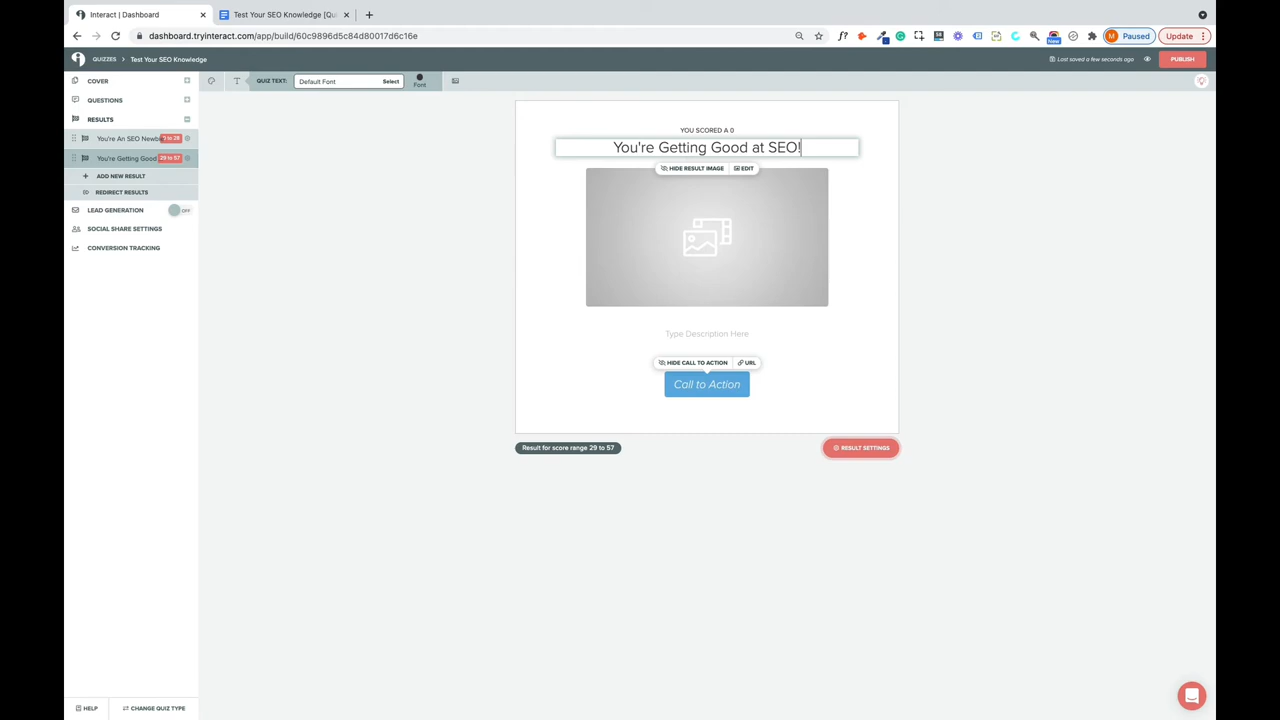 Interact | Dashboard
Test Your SEO Knowledge [Qui
dashboard.tryinteract.com/app/build/60c9896d5c84d80017d6c16e
New
M Paused
Update
QUIZZES > Test Your SEO Knowledge
Last saved a few seconds ago
PUBLISH
COVER
QUIZ TEXT:
Default Font
Select
Font
QUESTIONS
RESULTS
You're An SEO Newb
to 28
You're Getting Good
29 to 57
ADD NEW RESULT
REDIRECT RESULTS
LEAD GENERATION
OFF
SOCIAL SHARE SETTINGS
CONVERSION TRACKING
YOU SCORED A 0
You're Getting Good at SEO!
HIDE RESULT IMAGE
EDIT
Type Description Here
HIDE CALL TO ACTION
URL
Call to Action
Result for score range 29 to 57
RESULT SETTINGS
HELP
CHANGE QUIZ TYPE